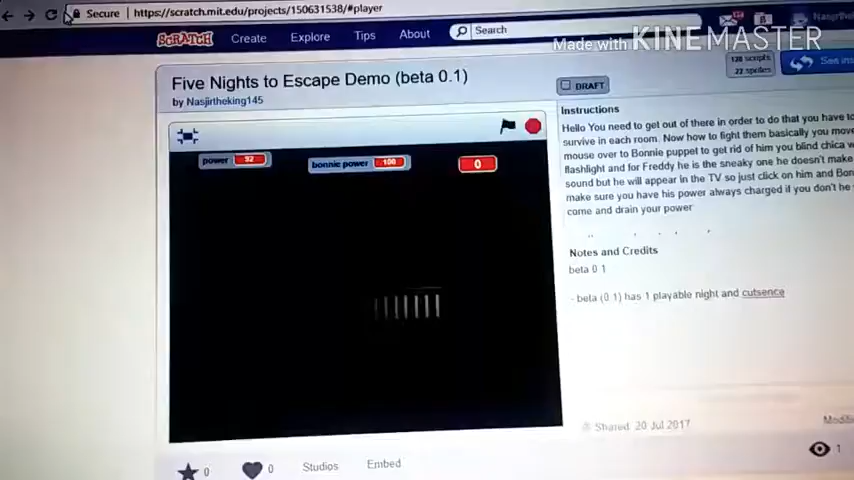 Secure https://scratch.mit.edu/projects/150631538/#player
SCRATCH Create Explore Tips About Search
Made with KINEMASTER
Five Nights to Escape Demo (beta 0.1)
by Nasjirtheking145
DRAFT
22 sprites
See
power 92
bonnie power 100
0
Instructions
Hello You need to get out of there in order to do that you have to
survive in each room. Now how to fight them basically you move
mouse over to Bonnie puppet to get rid of him you blind chica w
flashlight and for Freddy he is the sneaky one he doesn't make
sound but he will appear in the TV so just click on him and Bon
make sure you have his power always charged if you don't he
come and drain your power
Notes and Credits
beta 0 1
- beta (0 1) has 1 playable night and cutsence
Shared: 20 Jul 2017
0 0 Studios Embed
1